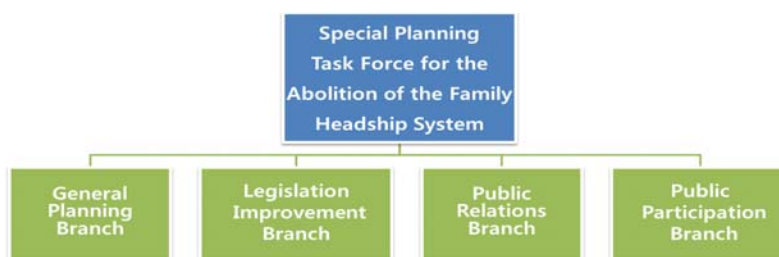 Special Planning
Task Force for the
Abolition of the Family
Headship System
General
Planning
Branch
Legislation
Improvement
Branch
Public
Relations
Branch
Public
Participation
Branch